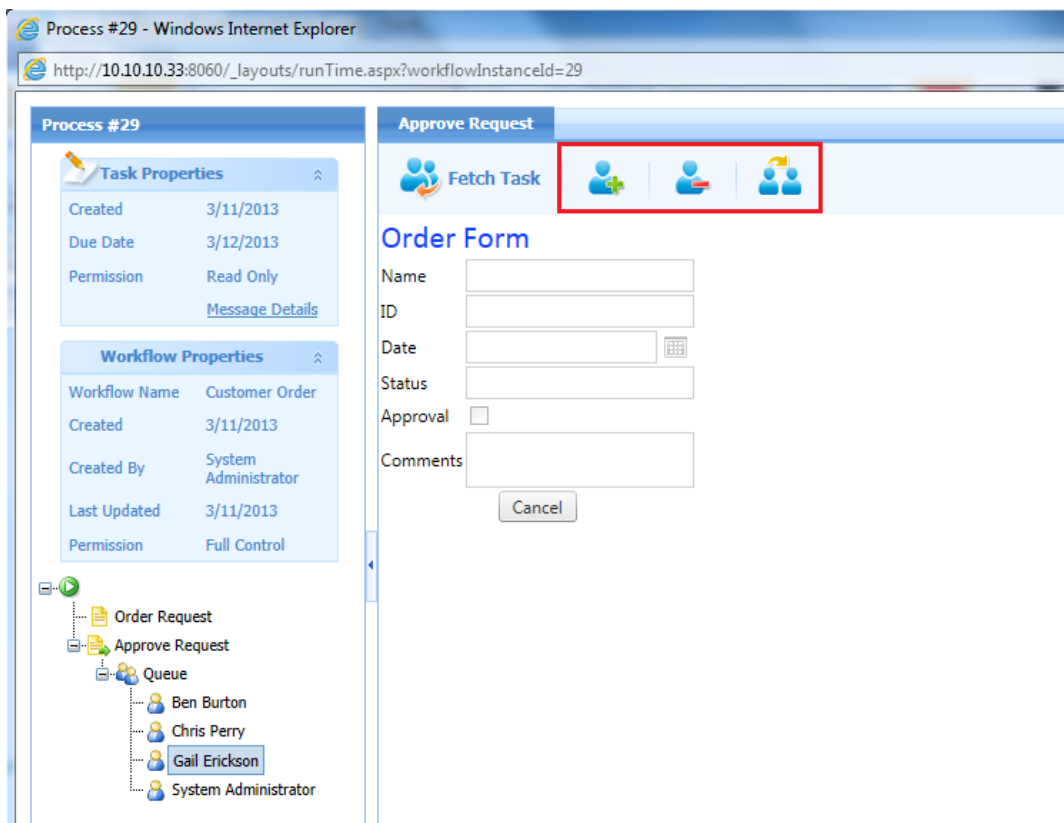 Process #29 - Windows Internet Explorer
http://10.10.10.33:8060/_layouts/runTime.aspx?workflowInstanceId=29
Process #29
Task Properties
Created 3/11/2013
Due Date 3/12/2013
Permission Read Only
Message Details
Workflow Properties
Workflow Name Customer Order
Created 3/11/2013
Created By System
Administrator
Last Updated 3/11/2013
Permission Full Control
Order Request
Approve Request
Queue
Ben Burton
Chris Perry
Gail Erickson
System Administrator
Approve Request
Fetch Task
Order Form
Name
ID
Date
Status
Approval
Comments
Cancel